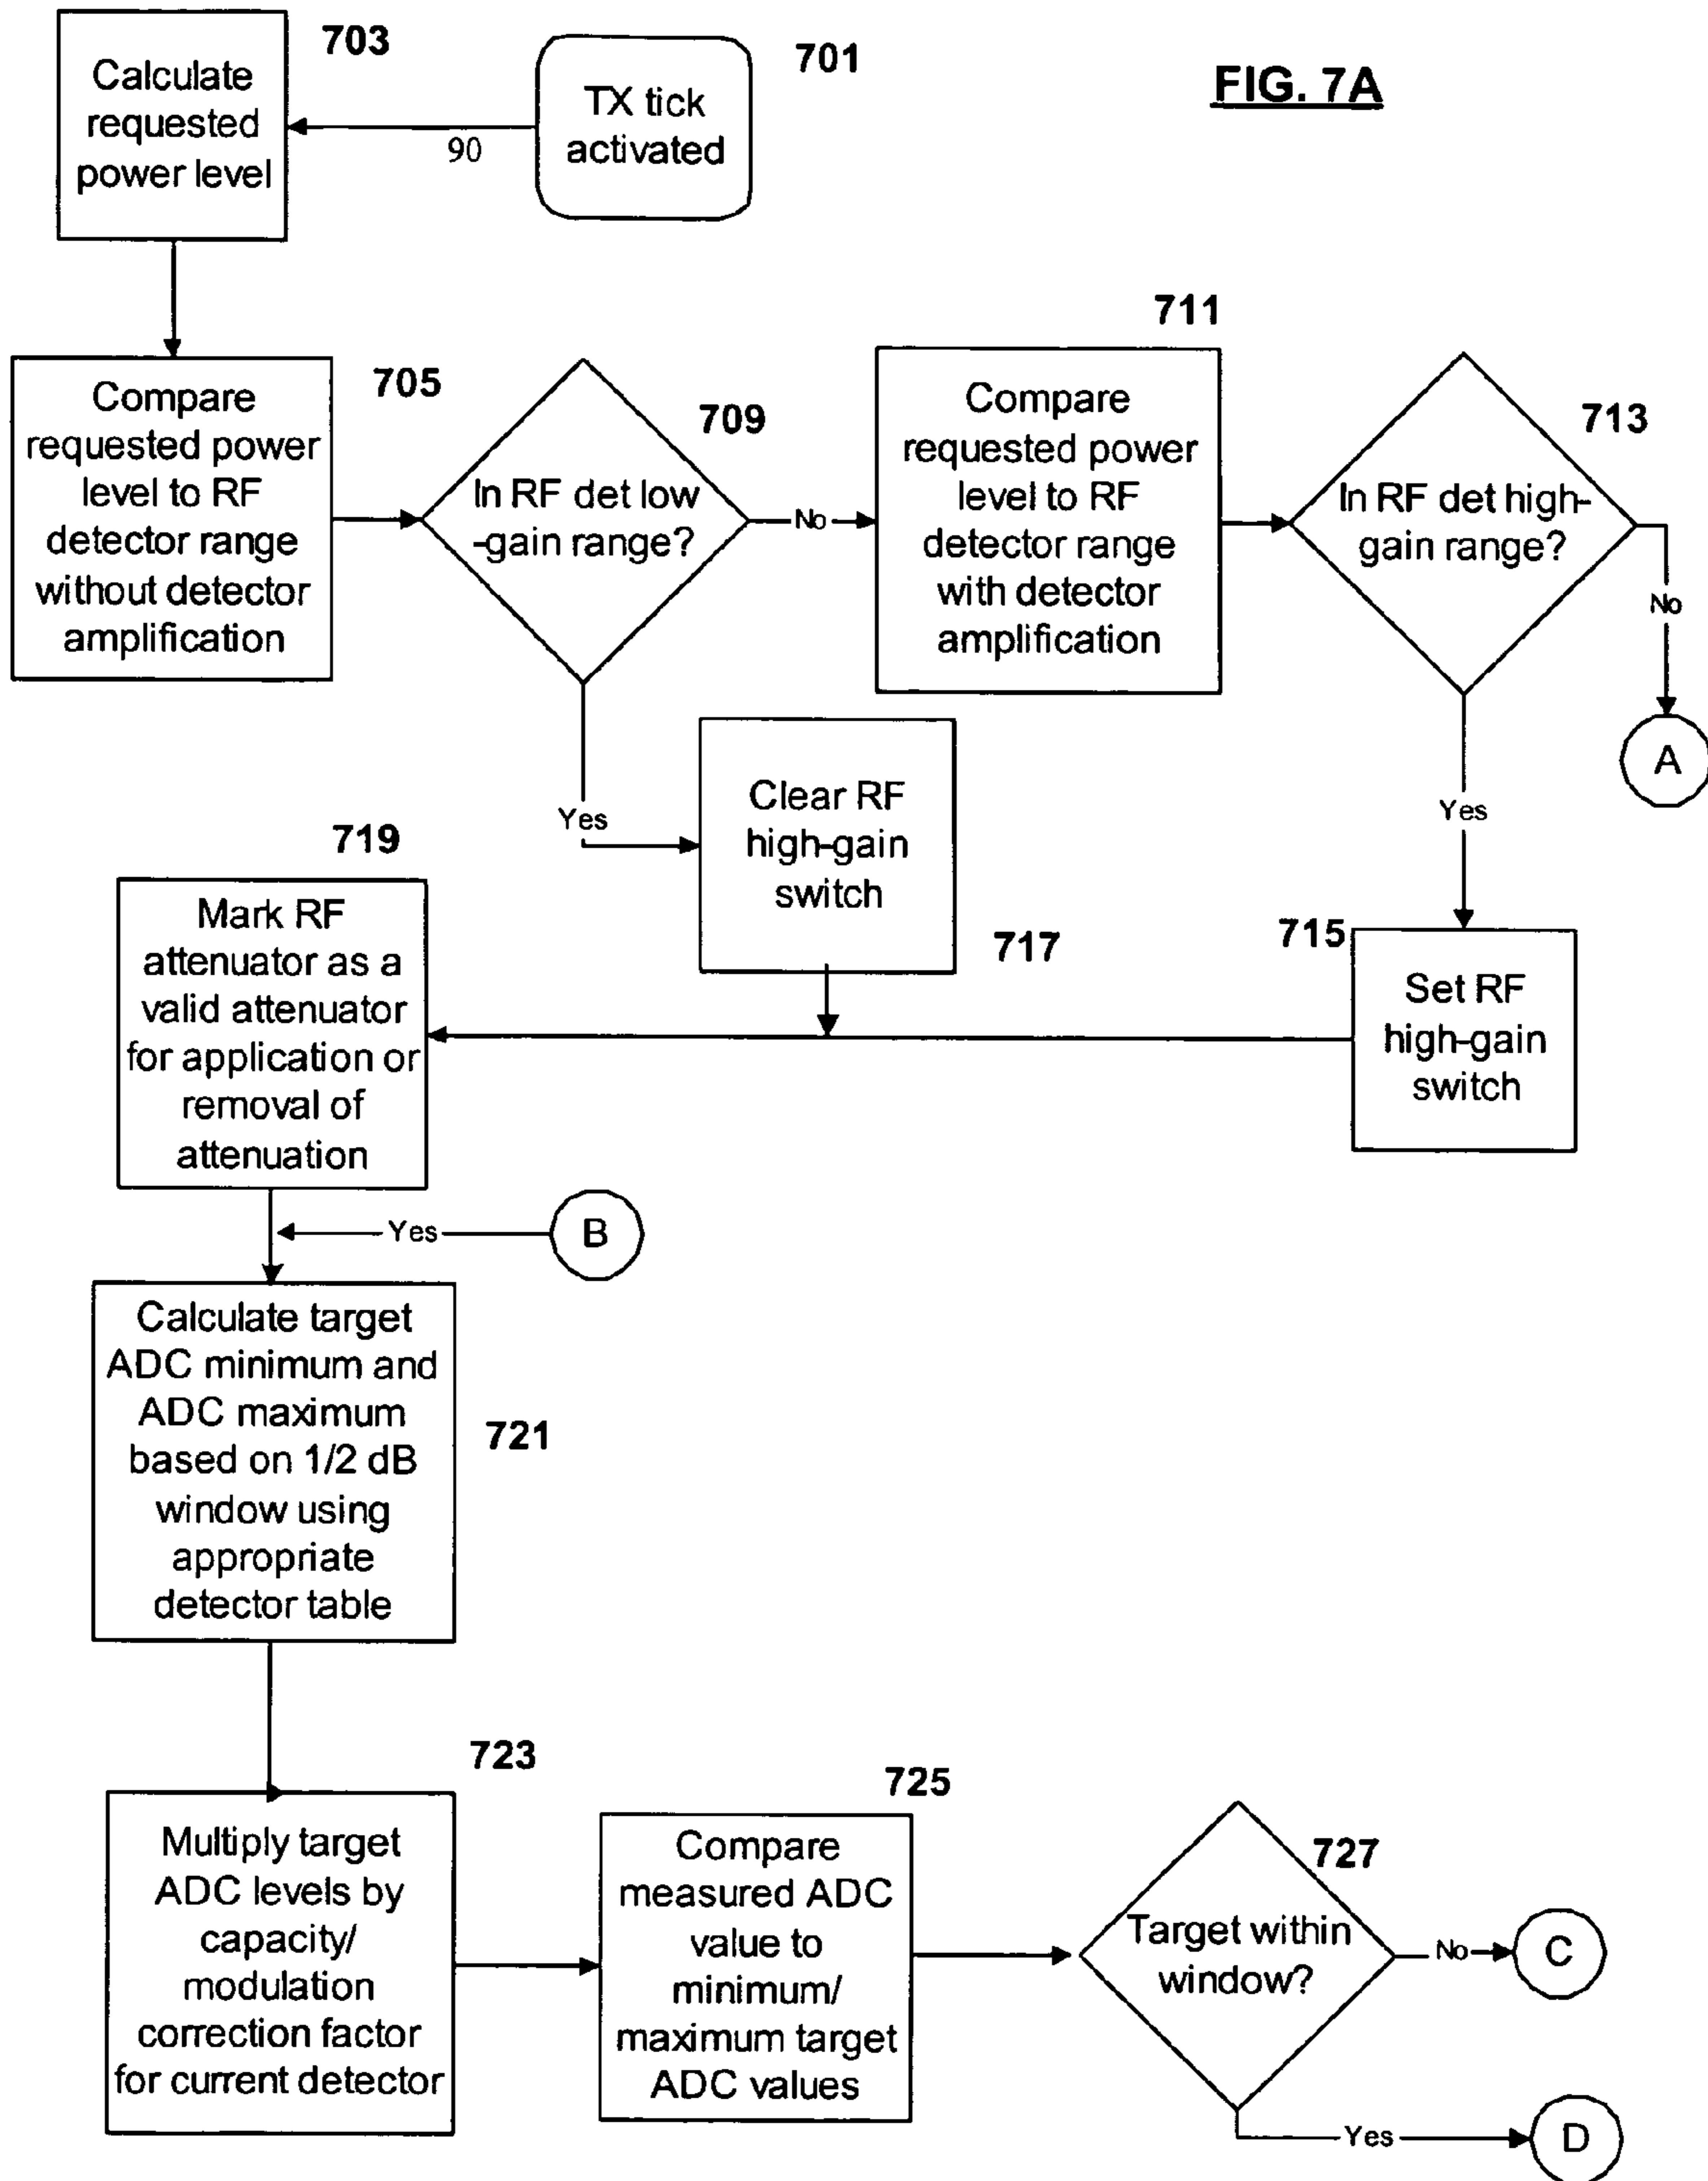 FIG. 7A
703
Calculate
requested
power level
701
TX tick
activated
90
705
Compare
requested power
level to RF
detector range
without detector
amplification
709
In RF det low
-gain range?
No
711
Compare
requested power
level to RF
detector range
with detector
amplification
713
In RF det high-
gain range?
No
A
Yes
Clear RF
high-gain
switch
717
Yes
715
Set RF
high-gain
switch
719
Mark RF
attenuator as a
valid attenuator
for application or
removal of
attenuation
Yes
B
Calculate target
ADC minimum and
ADC maximum
based on 1/2 dB
window using
appropriate
detector table
721
723
Multiply target
ADC levels by
capacity/
modulation
correction factor
for current detector
725
Compare
measured ADC
value to
minimum/
maximum target
ADC values
727
Target within
window?
No
C
Yes
D